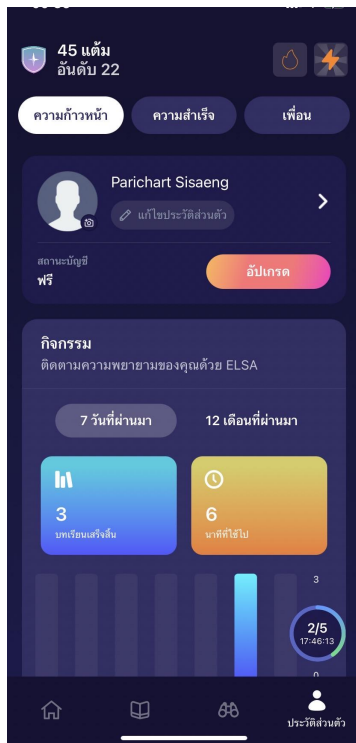 45 แต้ม
อันดับ 22
ความก้าวหน้า
ความสำเร็จ
เพื่อน
Parichart Sisaeng
แก้ไขประวัติส่วนตัว
สถานะบัญชี
ฟรี
อัปเกรด
กิจกรรม
ติดตามความพยายามของคุณด้วย ELSA
7 วันที่ผ่านมา
12 เดือนที่ผ่านมา
3
บทเรียนเสร็จสิ้น
6
นาทีที่ใช้ไป
3
2/5
17:46:13
0
ประวัติส่วนตัว